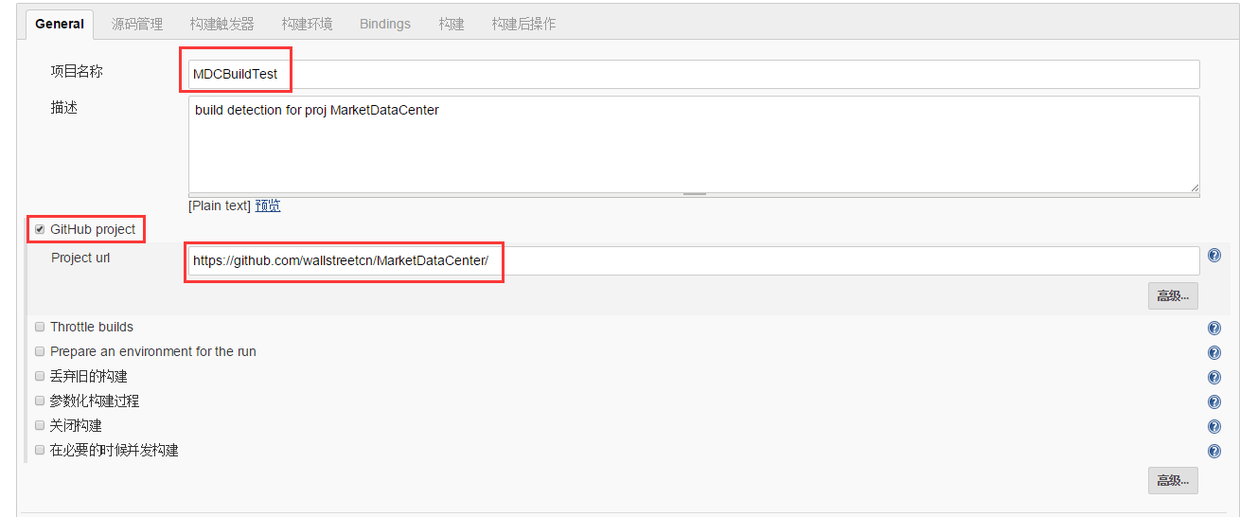 General 源码管理 构建触发器 构建环境 Bindings 构建 构建后操作
项目名称 MDCBuildTest
描述 build detection for proj MarketDataCenter
[Plain text] 预览
GitHub project
Project url https://github.com/wallstreetcn/MarketDataCenter/
高级...
Throttle builds
Prepare an environment for the run
丢弃旧的构建
参数化构建过程
关闭构建
在必要的时候并发构建
高级...